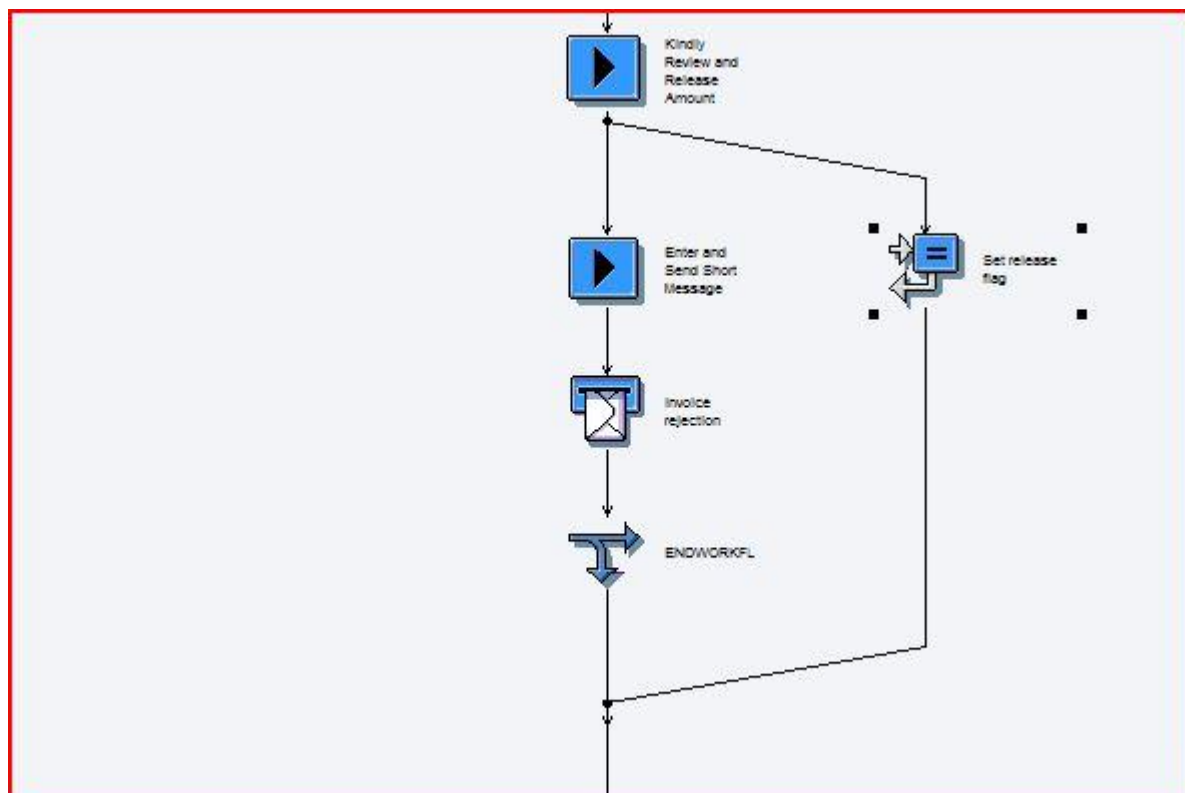 Kindly
Review and
Release
Amount
Enter and
Send Short
Message
Set release
flag
Invoice
rejection
ENDWORKFL